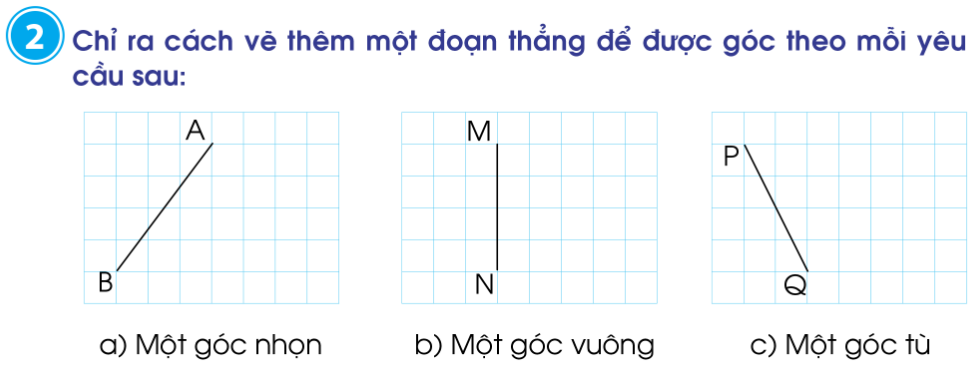 2 Chỉ ra cách vẽ thêm một đoạn thẳng để được góc theo mỗi yêu
cầu sau:
A
B
M
N
P
Q
a) Một góc nhọn
b) Một góc vuông
c) Một góc tù